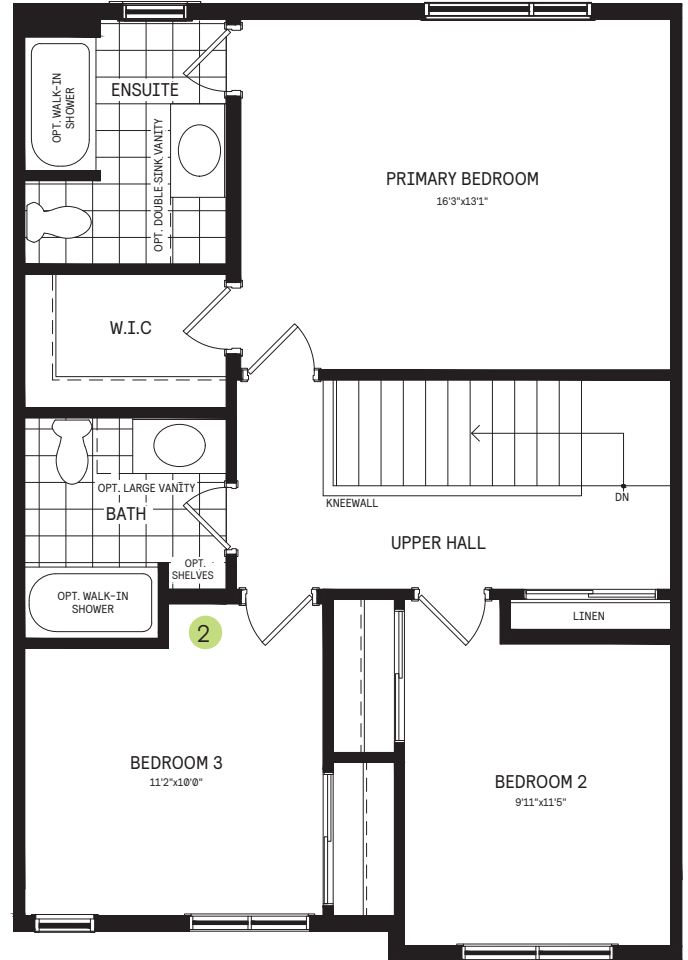 OPT. WALK-IN
SHOWER
ENSUITE
OPT. DOUBLE SINK VANITY
PRIMARY BEDROOM
16'3"x13'1"
W.I.C
OPT. LARGE VANITY
BATH
OPT.
SHELVES
OPT. WALK-IN
SHOWER
KNEEWALL
DN
UPPER HALL
LINEN
2
BEDROOM 3
11'2"x10'0"
BEDROOM 2
9'11"x11'5"